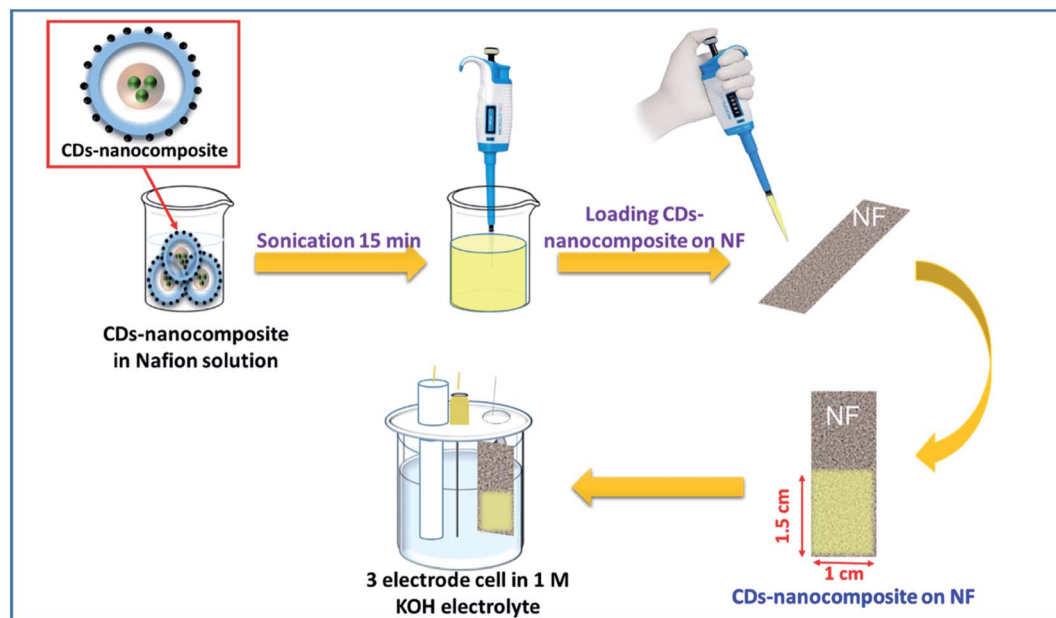 CDs-nanocomposite
Sonication 15 min
Loading CDs-
nanocomposite on NF
NF
CDs-nanocomposite
in Nafion solution
NF
1.5 cm
1 cm
CDs-nanocomposite on NF
3 electrode cell in 1 M
KOH electrolyte